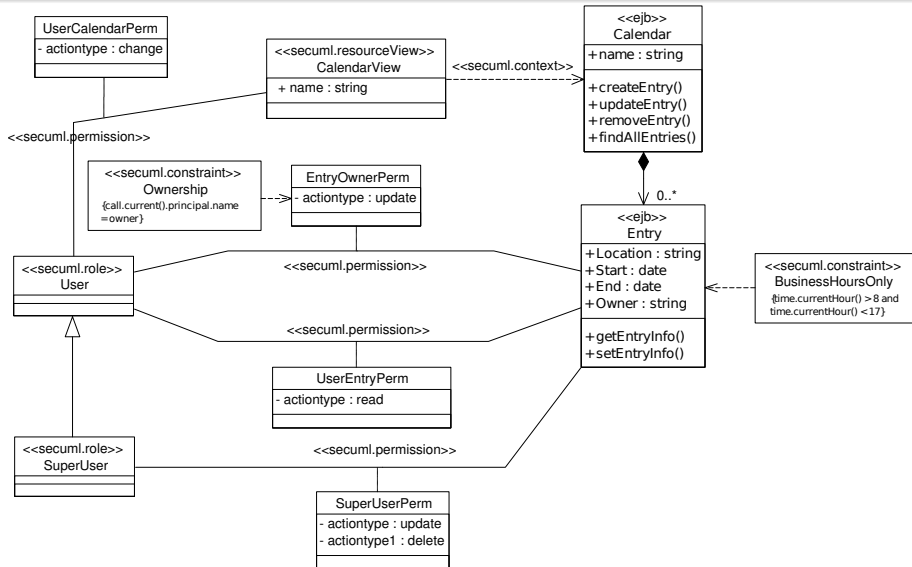 UserCalendarPerm
- actiontype : change
<<secuml.resourceView>>
CalendarView
+ name : string
<<secuml.context>>
<<ejb>>
Calendar
+name : string
+createEntry()
+updateEntry()
+removeEntry()
+findAllEntries()
<<secuml.permission>>
<<secuml.constraint>>
Ownership
{call.current().principal.name
=owner}
EntryOwnerPerm
- actiontype : update
0..*
<<ejb>>
Entry
+Location : string
+Start : date
+End : date
+Owner : string
+getEntryInfo()
+setEntryInfo()
<<secuml.constraint>>
BusinessHoursOnly
{time.currentHour() >8 and
time.currentHour() <17}
<<secuml.role>>
User
<<secuml.permission>>
<<secuml.permission>>
UserEntryPerm
- actiontype : read
<<secuml.role>>
SuperUser
<<secuml.permission>>
SuperUserPerm
- actiontype : update
- actiontype1 : delete